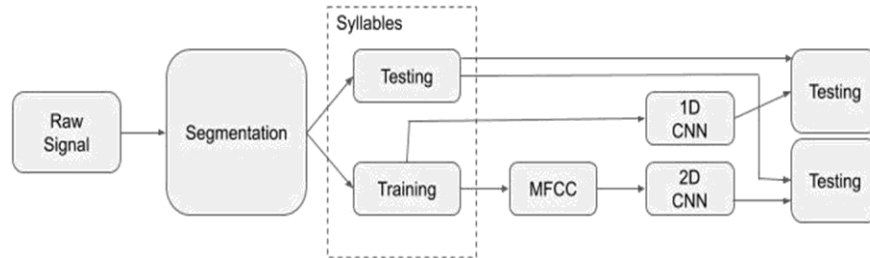 Syllables
Raw
Signal
Segmentation
Testing
Training
MFCC
1D
CNN
2D
CNN
Testing
Testing